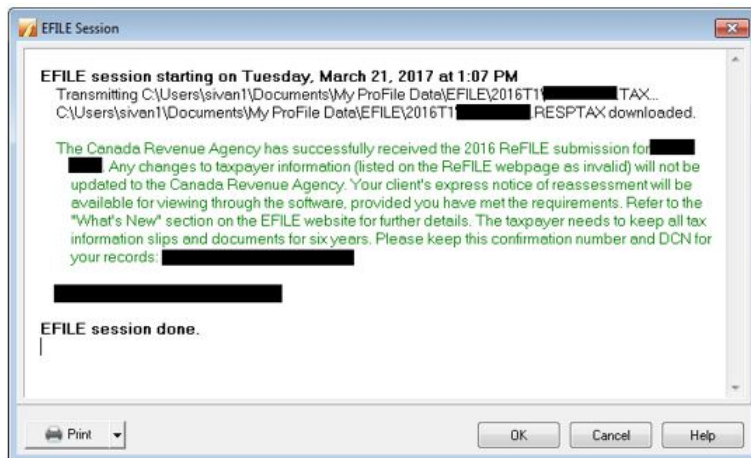 EFILE Session
EFILE session starting on Tuesday, March 21, 2017 at 1:07 PM
Transmitting C:\Users\sivan1\Documents\My ProFile Data\EFILE\2016T1\ .TAX...
C:\Users\sivan1\Documents\My ProFile Data\EFILE\2016T1\ .RESPTAX downloaded.
The Canada Revenue Agency has successfully received the 2016 ReFILE submission for
. Any changes to taxpayer information (listed on the ReFILE webpage as invalid) will not be
updated to the Canada Revenue Agency. Your client's express notice of reassessment will be
available for viewing through the software, provided you have met the requirements. Refer to the
"What's New" section on the EFILE website for further details. The taxpayer needs to keep all tax
information slips and documents for six years. Please keep this confirmation number and DCN for
your records:
EFILE session done.
Print
OK
Cancel
Help